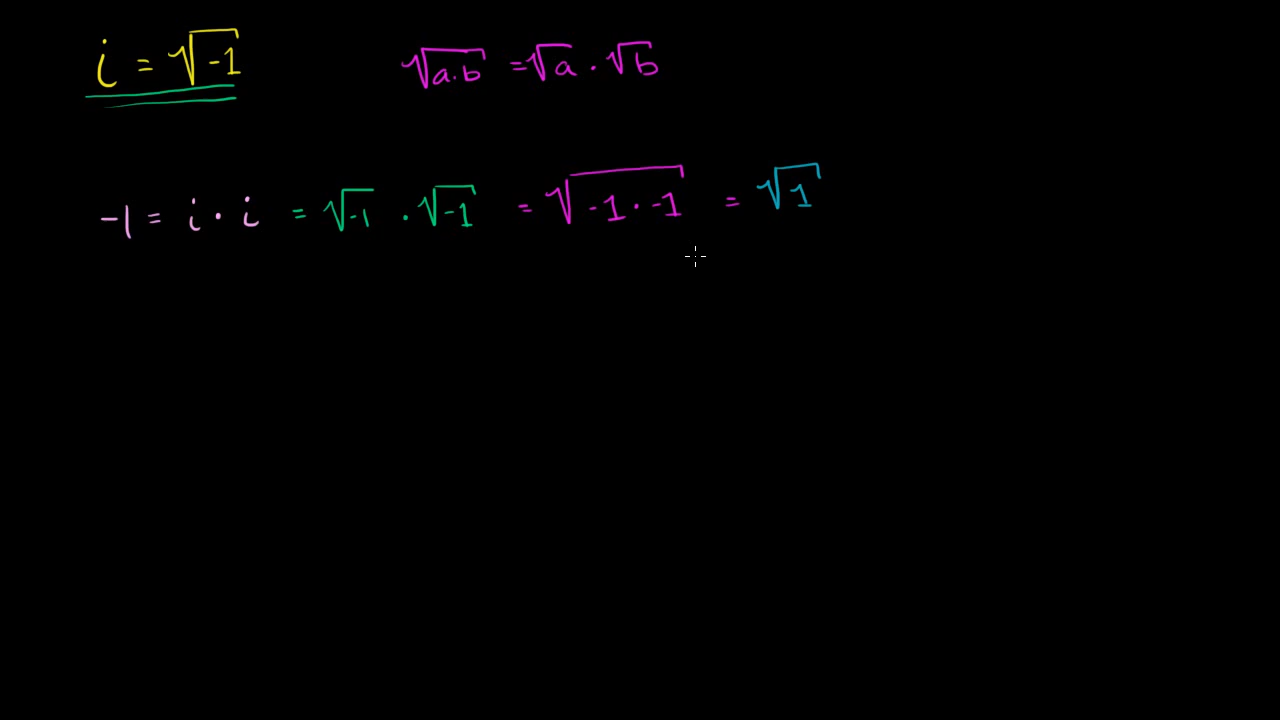 i = √-1   √a·b = √a · √b
-1 = i · i = √-1 · √-1 = √-1 · -1 = √1